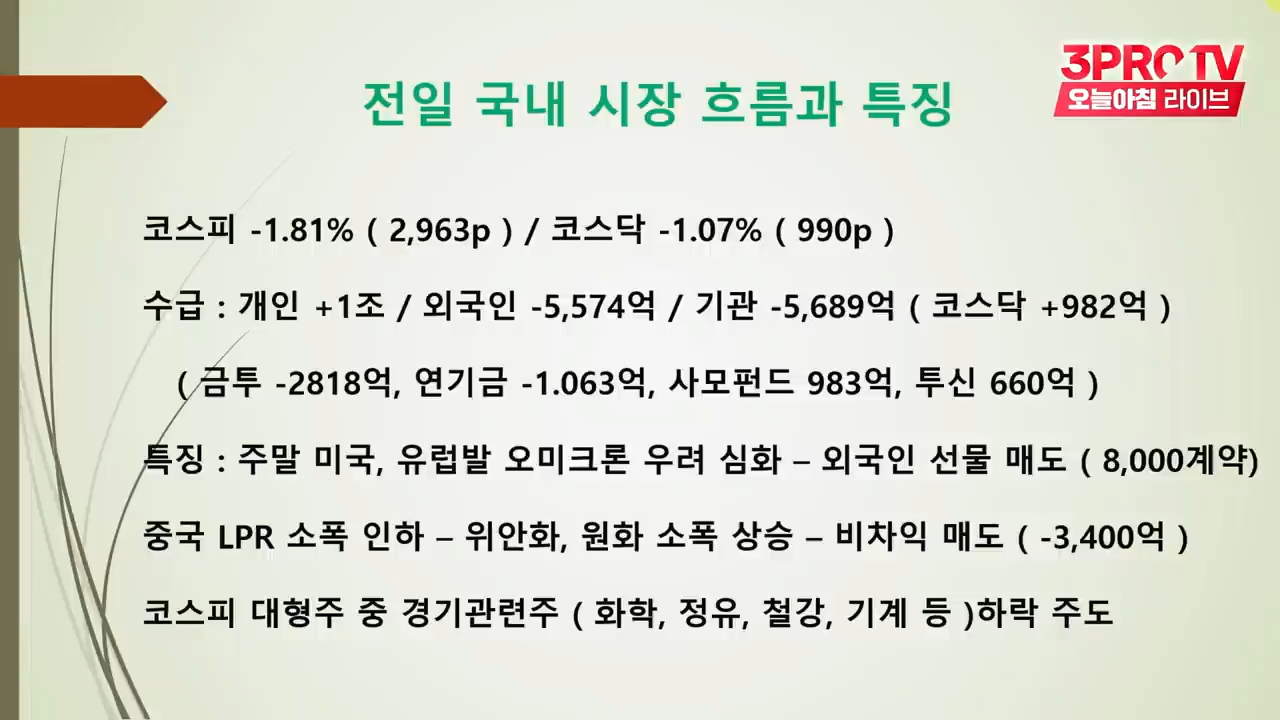 3PRO TV
오늘아침 라이브
전일 국내 시장 흐름과 특징
코스피 -1.81% ( 2,963p ) / 코스닥 -1.07% ( 990p )
수급 : 개인 +1조 / 외국인 -5,574억 / 기관 -5,689억 ( 코스닥 +982억 )
( 금투 -2818억, 연기금 -1.063억, 사모펀드 983억, 투신 660억 )
특징 : 주말 미국, 유럽발 오미크론 우려 심화 – 외국인 선물 매도 ( 8,000계약)
중국 LPR 소폭 인하 – 위안화, 원화 소폭 상승 – 비차익 매도 ( -3,400억 )
코스피 대형주 중 경기관련주 ( 화학, 정유, 철강, 기계 등 )하락 주도